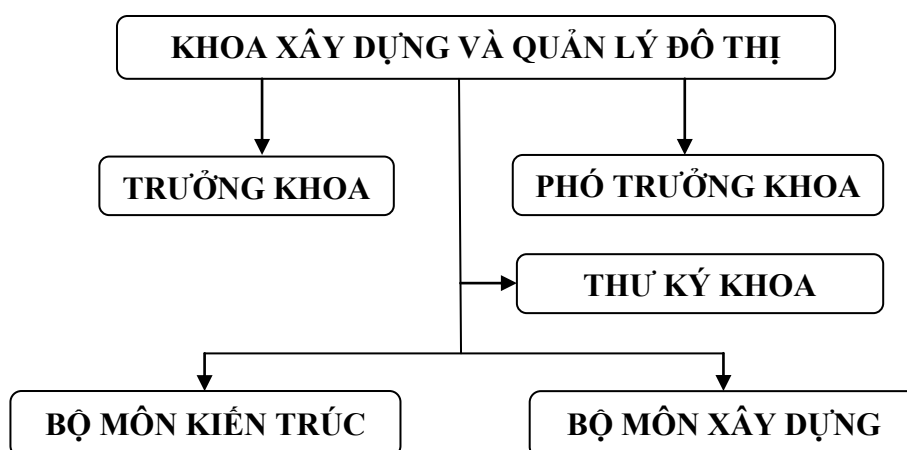 KHOA XÂY DỰNG VÀ QUẢN LÝ ĐÔ THỊ
TRƯỞNG KHOA
PHÓ TRƯỞNG KHOA
THƯ KÝ KHOA
BỘ MÔN KIẾN TRÚC
BỘ MÔN XÂY DỰNG